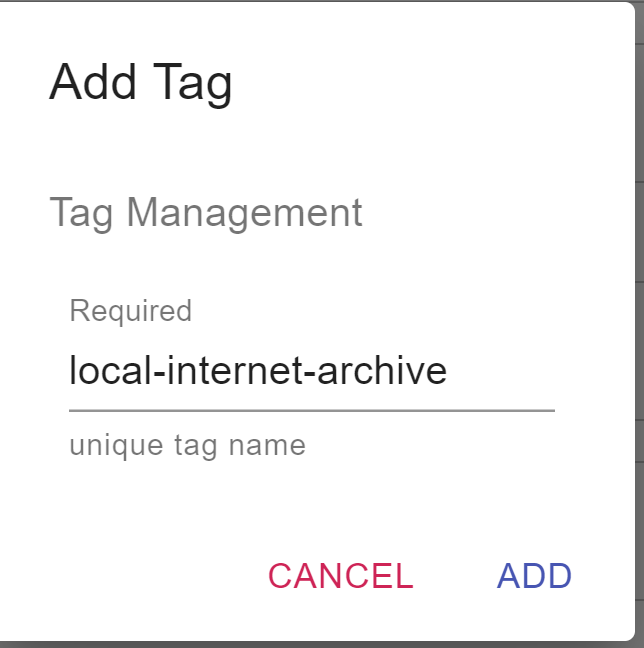 Add Tag
Tag Management
Required
local-internet-archive
unique tag name
CANCEL ADD